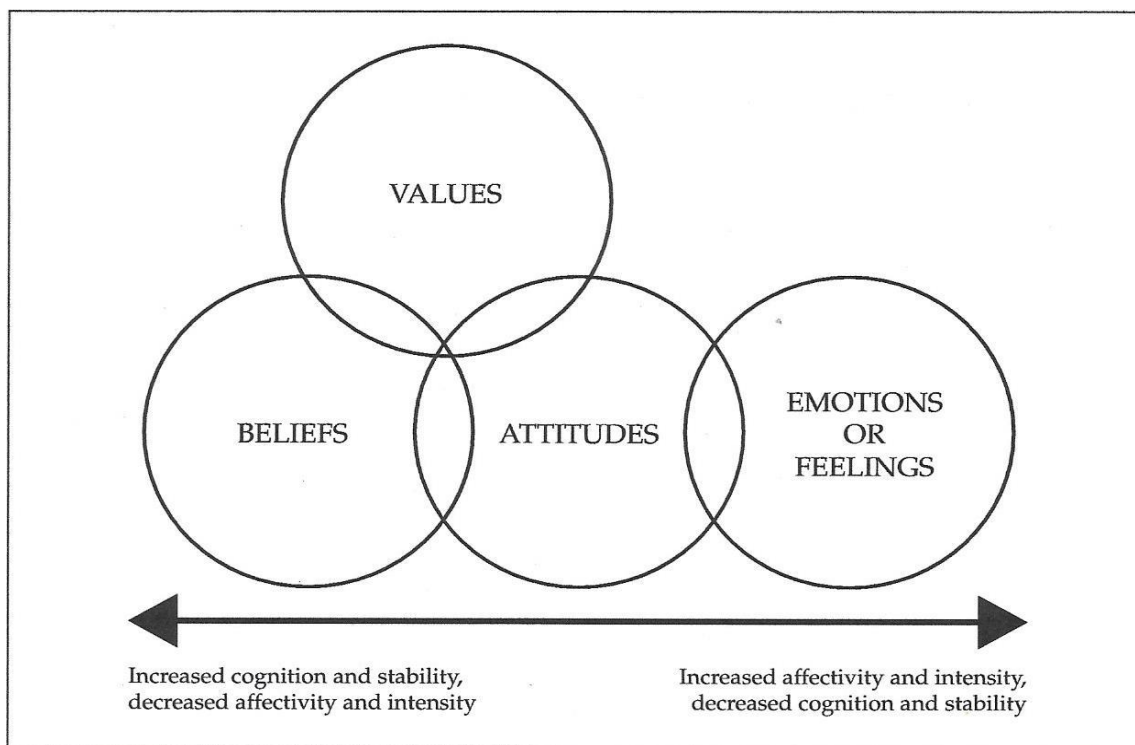 VALUES
BELIEFS
ATTITUDES
EMOTIONS
OR
FEELINGS
Increased cognition and stability,
decreased affectivity and intensity
Increased affectivity and intensity,
decreased cognition and stability